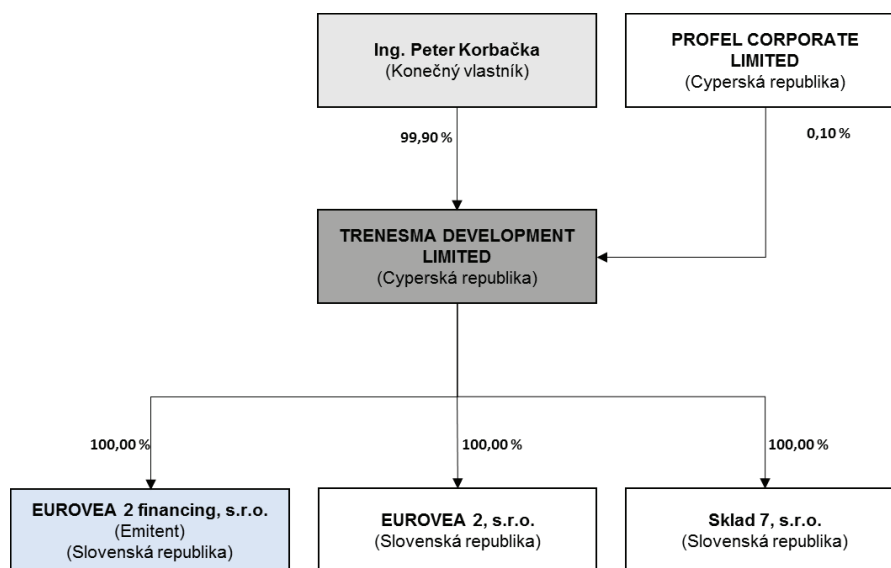 Ing. Peter Korbačka
(Konečný vlastník)
PROFEL CORPORATE
LIMITED
(Cyperská republika)
99,90 %
0,10 %
TRENESMA DEVELOPMENT
LIMITED
(Cyperská republika)
100,00 %
100,00 %
100,00 %
EUROVEA 2 financing, s.r.o.
(Emitent)
(Slovenská republika)
EUROVEA 2, s.r.o.
(Slovenská republika)
Sklad 7, s.r.o.
(Slovenská republika)